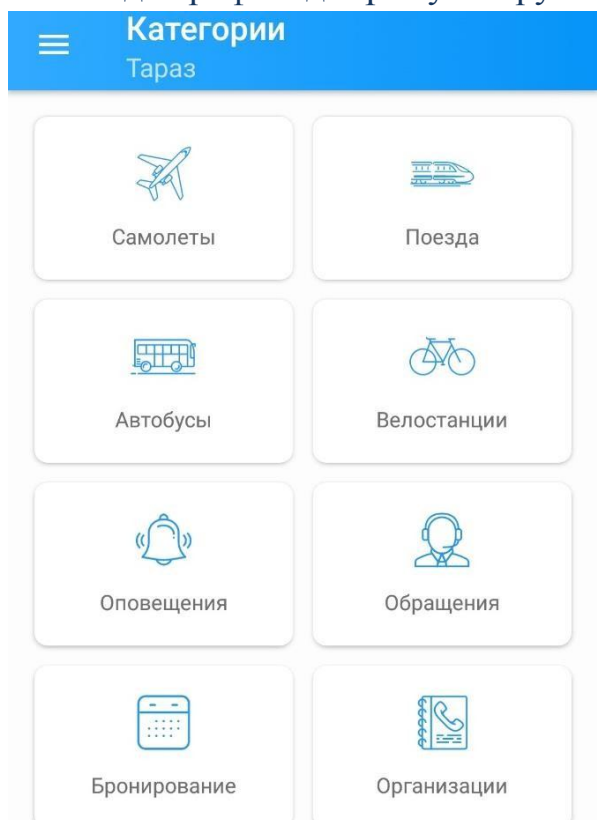 Категории
Тараз
Самолеты
Поезда
Автобусы
Велостанции
Оповещения
Обращения
Бронирование
Организации